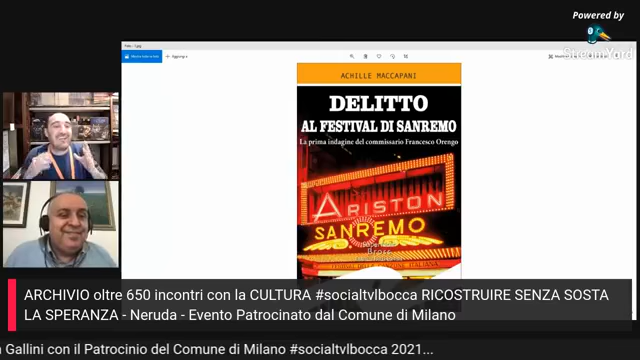 Powered by
StreamYard
ACHILLE MACCAPANI
DELITTO
AL FESTIVAL DI SANREMO
La prima indagine del commissario Francesco Orengo
ARISTON
SANREMO
ARCHIVIO oltre 650 incontri con la CULTURA #socialtvlbocca RICOSTRUIRE SENZA SOSTA
LA SPERANZA - Neruda - Evento Patrocinato dal Comune di Milano
Gallini con il Patrocinio del Comune di Milano #socialtvlbocca 2021...